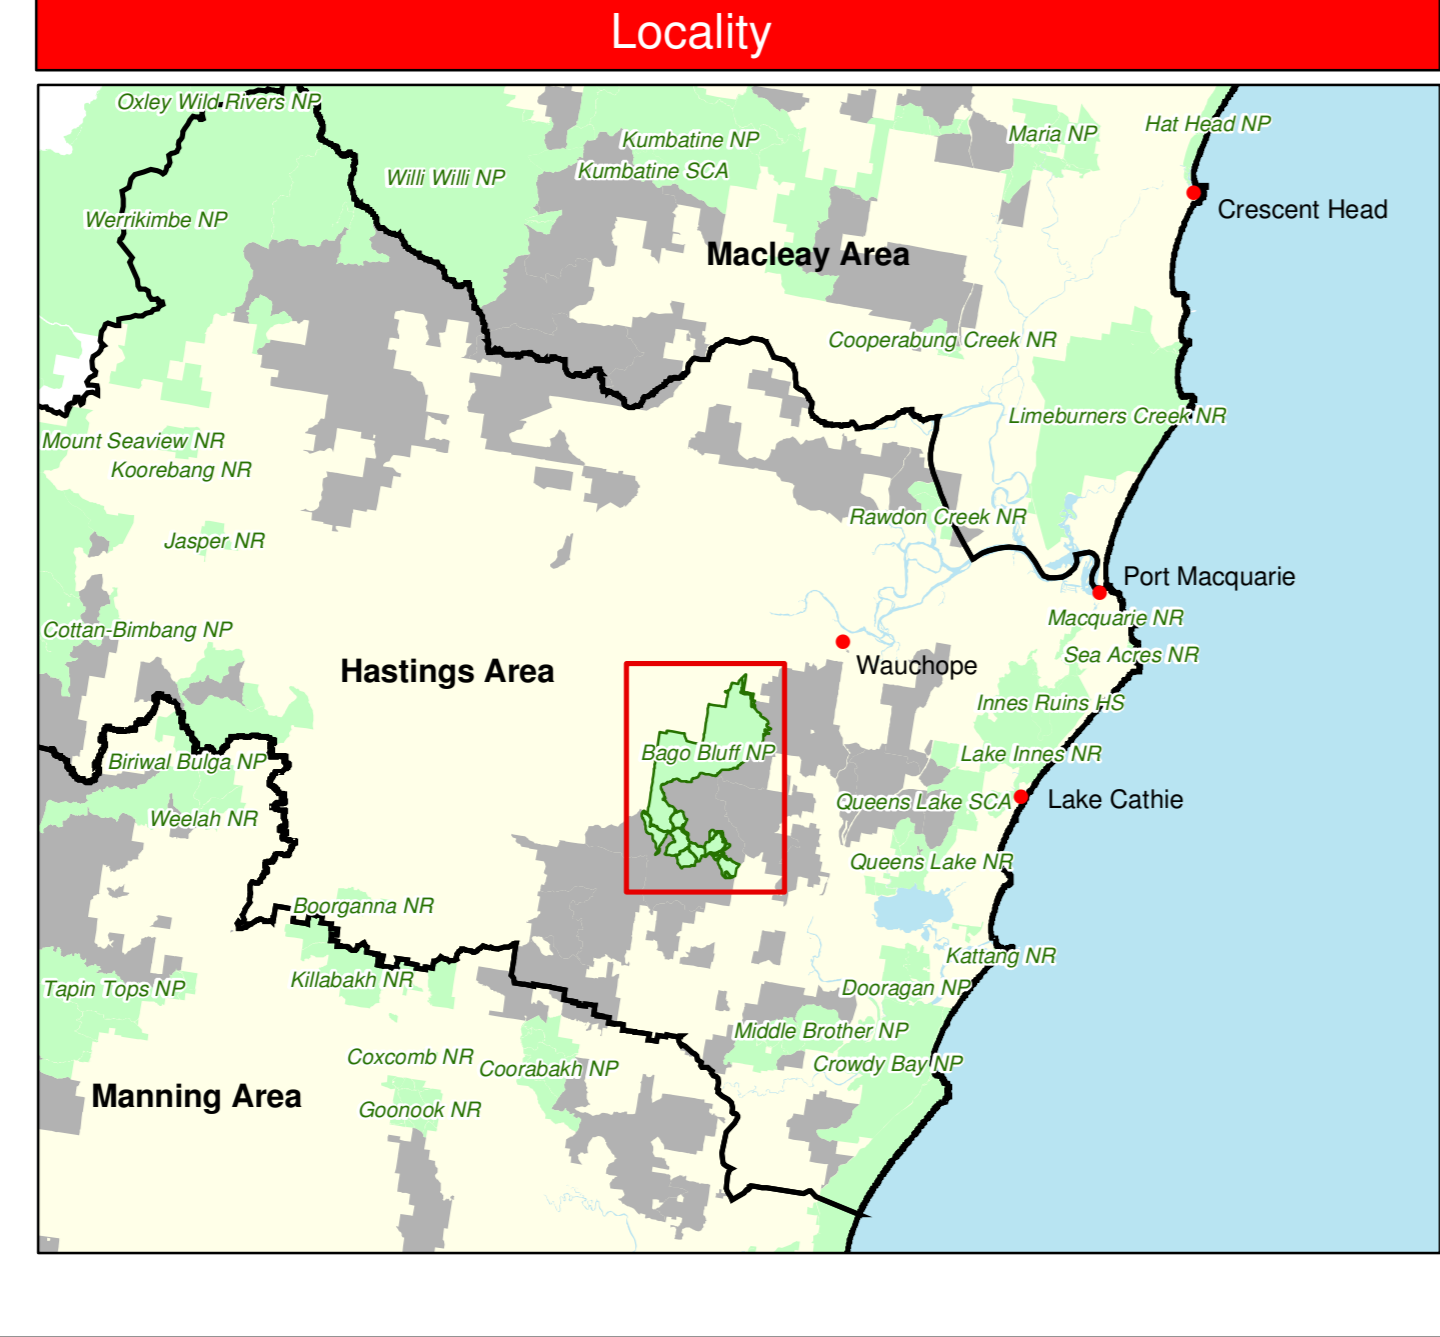 Locality
Oxley Wild Rivers NP
Hat Head NP
Maria NP
Kumbatine NP
Kumbatine SCA
Willi Willi NP
Crescent Head
Werrikimbe NP
Macleay Area
Cooperabung Creek NR
Limeburners Creek NR
Mount Seaview NR
Koorebang NR
Rawdon Creek NR
Jasper NR
Port Macquarie
Macquarie NR
Cottan-Bimbang NP
Sea Acres NR
Wauchope
Hastings Area
Innes Ruins HS
Bago Bluff NP
Lake Innes NR
Biriwal Bulga NP
Queens Lake SCA
Lake Cathie
Weelah NR
Queens Lake NR
Boorganna NR
Kattang NR
Killabakh NR
Tapin Tops NP
Dooragan NP
Middle Brother NP
Coxcomb NR
Coorabakh NP
Crowdy Bay NP
Manning Area
Goonook NR